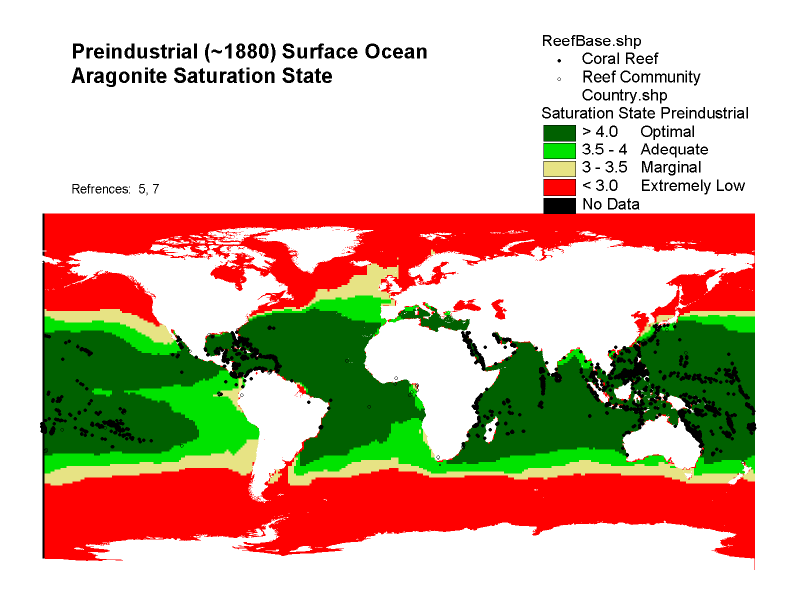 Preindustrial (~1880) Surface Ocean
Aragonite Saturation State
Refrences: 5, 7
ReefBase.shp
Coral Reef
Reef Community
Country.shp
Saturation State Preindustrial
> 4.0 Optimal
3.5 - 4 Adequate
3 - 3.5 Marginal
< 3.0 Extremely Low
No Data